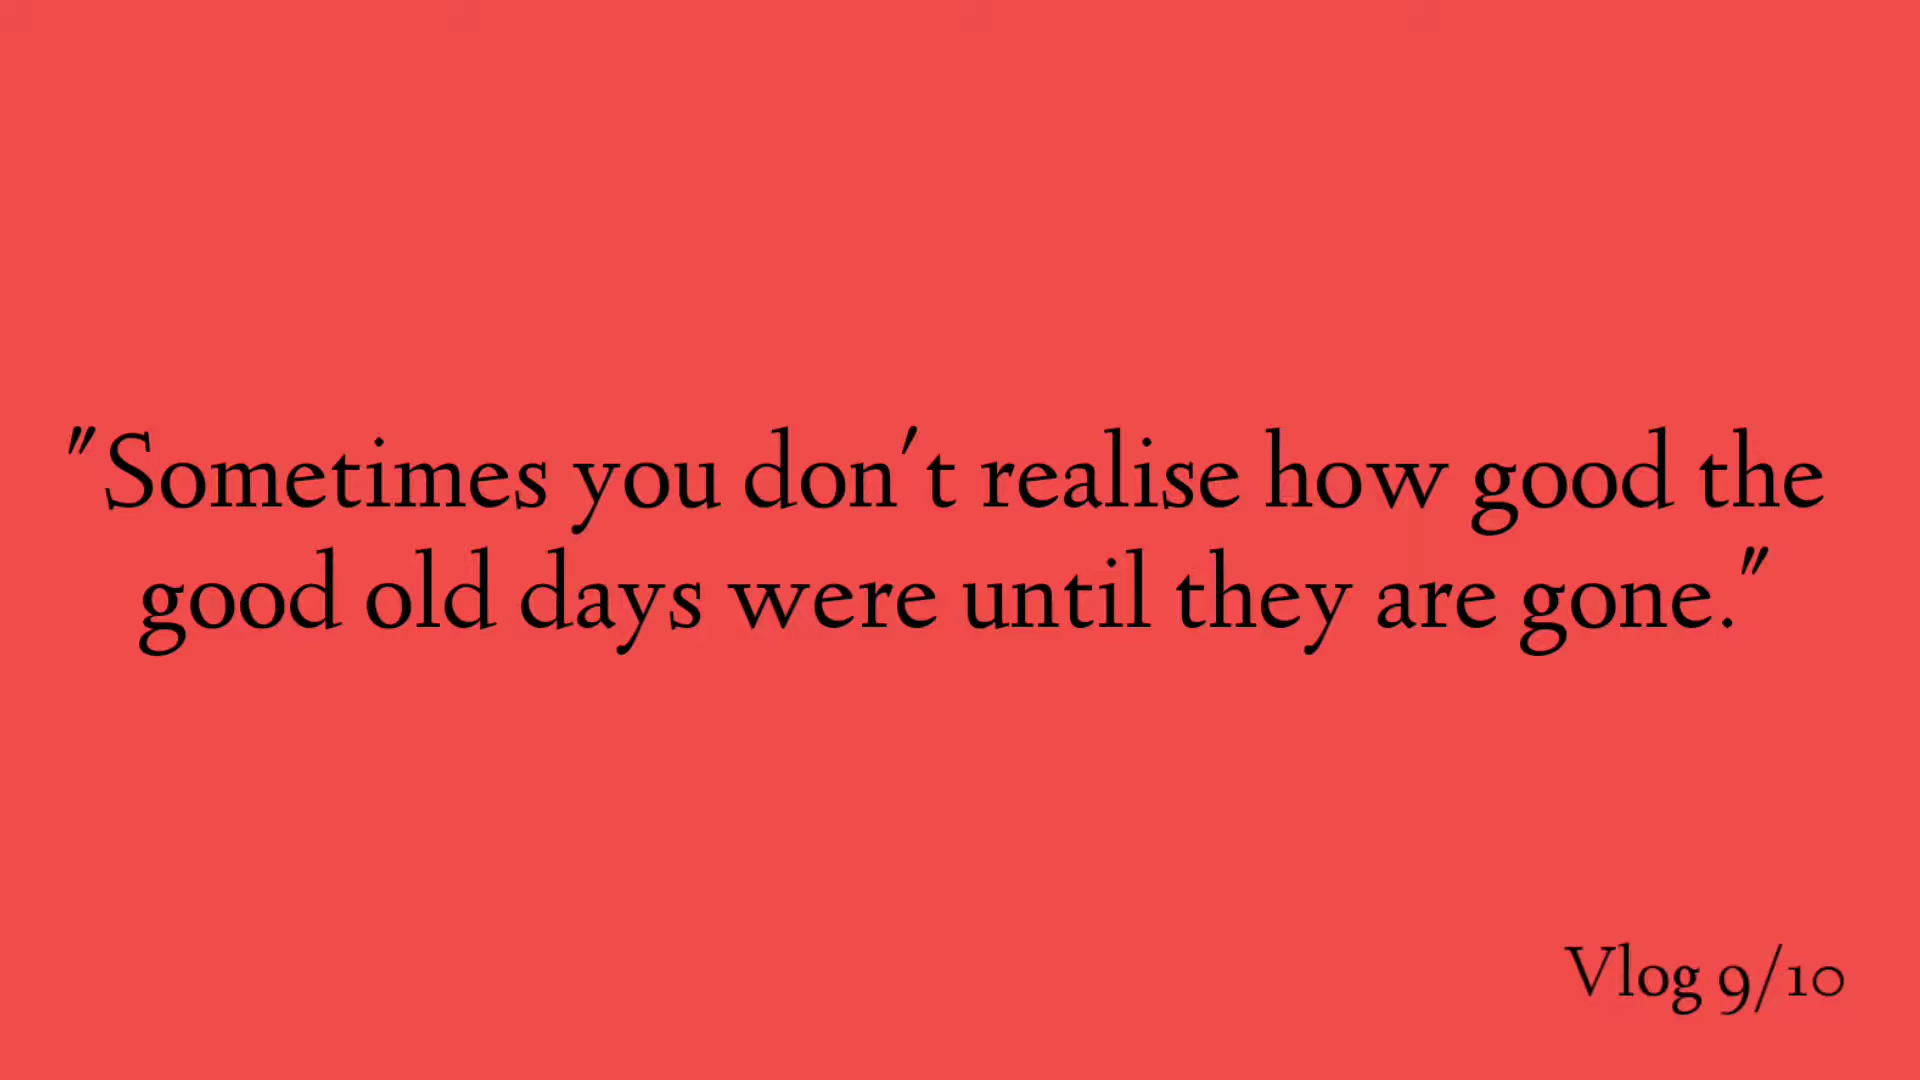 "Sometimes you don't realise how good the
good old days were until they are gone."
Vlog 9/10